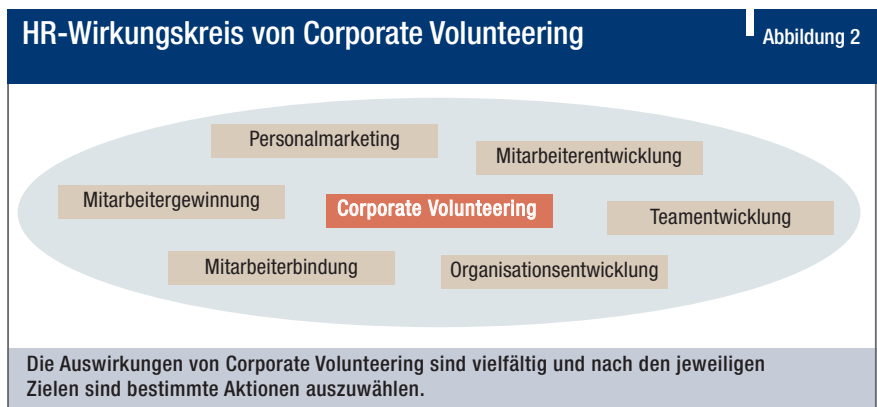 HR-Wirkungskreis von Corporate Volunteering
Abbildung 2
Personalmarketing
Mitarbeiterentwicklung
Mitarbeitergewinnung
Corporate Volunteering
Teamentwicklung
Mitarbeiterbindung
Organisationsentwicklung
Die Auswirkungen von Corporate Volunteering sind vielfältig und nach den jeweiligen
Zielen sind bestimmte Aktionen auszuwählen.